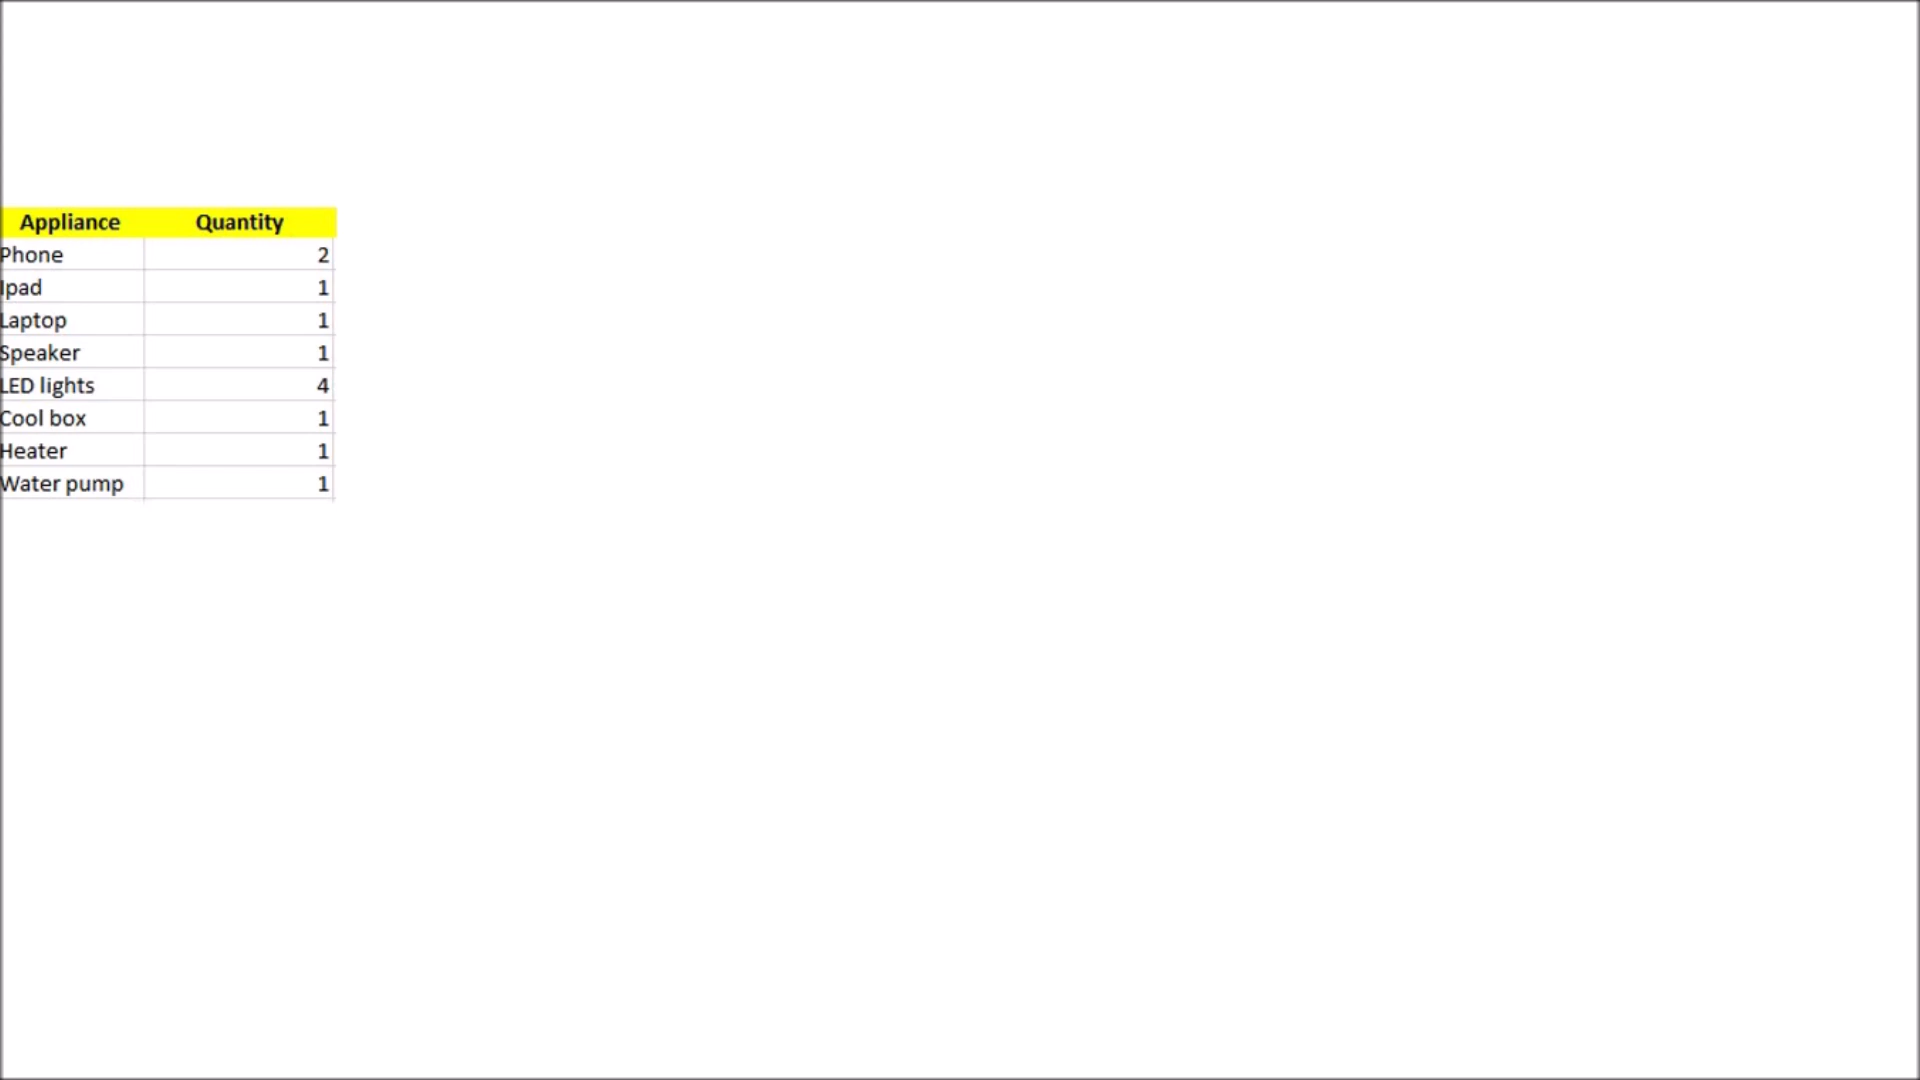 Appliance Quantity
Phone 2
Ipad 1
Laptop 1
Speaker 1
LED lights 4
Cool box 1
Heater 1
Water pump 1